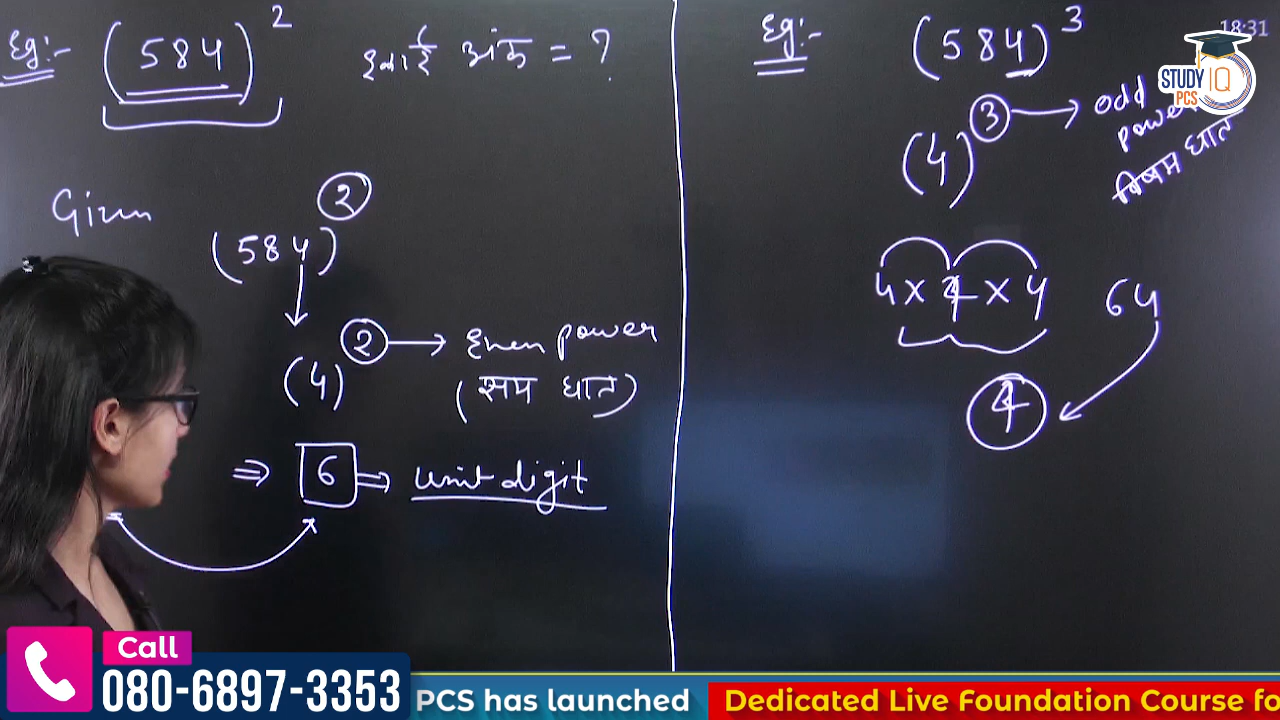 Eg:- (584)² इकाई अंक = ?
Given
(584)²
(4)² → Even power
(सम घात)
⇒ 6 ⇒ unit digit
Eg:- (584)³
(4)³ → odd
power
विषम घात
4 x 4 x 4 64
4
18:31
STUDY IQ
PCS
Call
080-6897-3353
PCS has launched
Dedicated Live Foundation Course fo